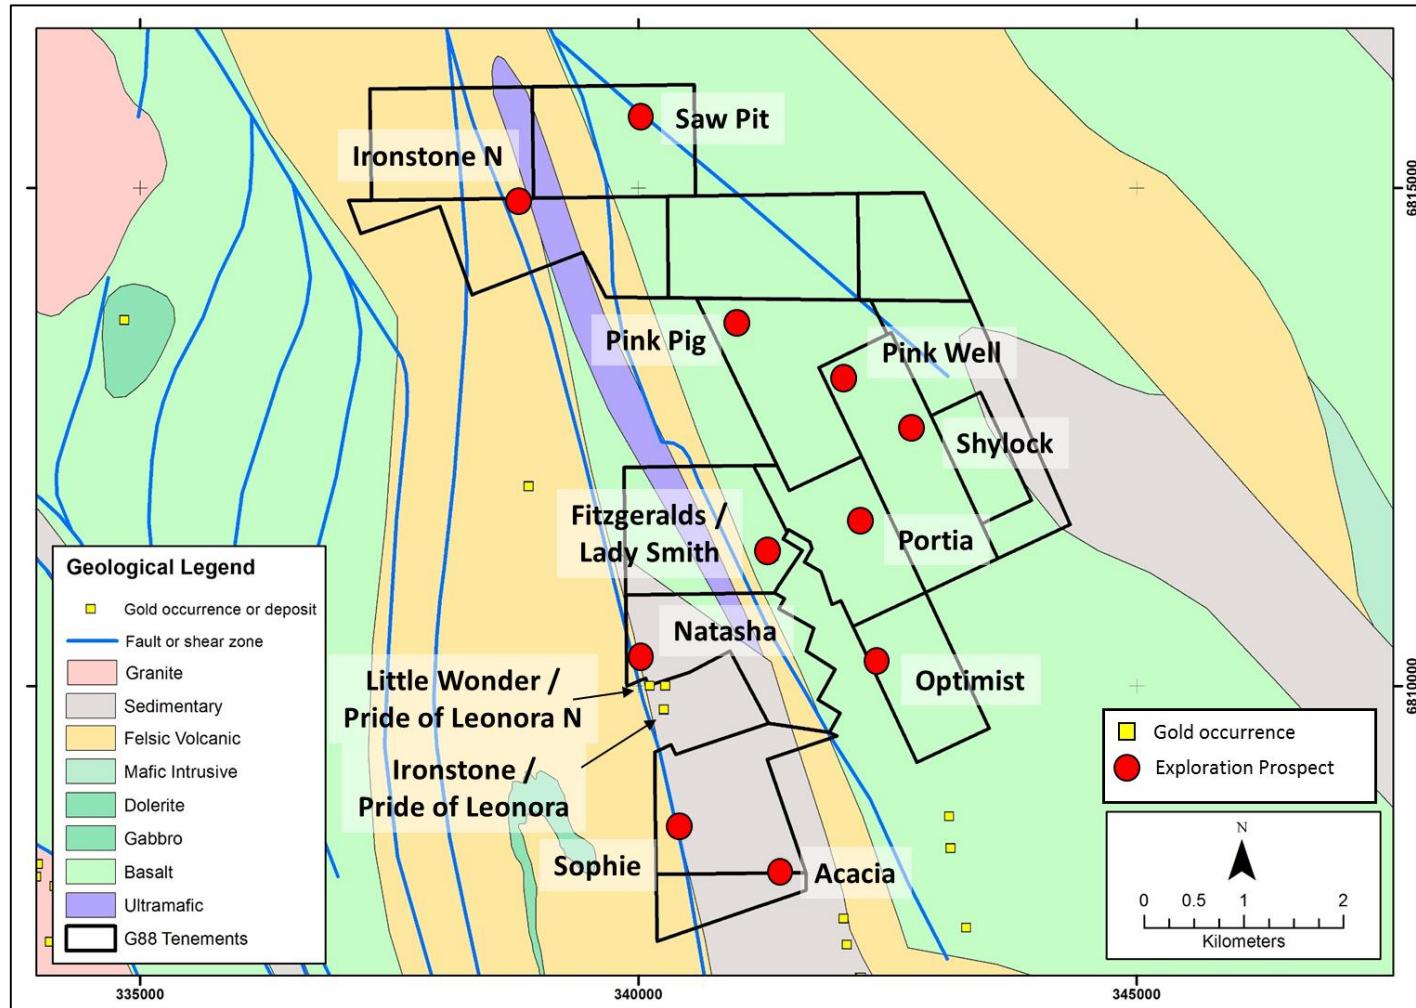 Saw Pit
Ironstone N
6815000
Pink Pig
Pink Well
Shylock
Fitzgeralds /
Lady Smith
Portia
Natasha
Optimist
Little Wonder /
Pride of Leonora N
Ironstone /
Pride of Leonora
6810000
Sophie
Acacia
Geological Legend
Gold occurrence or deposit
Fault or shear zone
Granite
Sedimentary
Felsic Volcanic
Mafic Intrusive
Dolerite
Gabbro
Basalt
Ultramafic
G88 Tenements
Gold occurrence
Exploration Prospect
N
0 0.5 1 2
Kilometers
335000 340000 345000